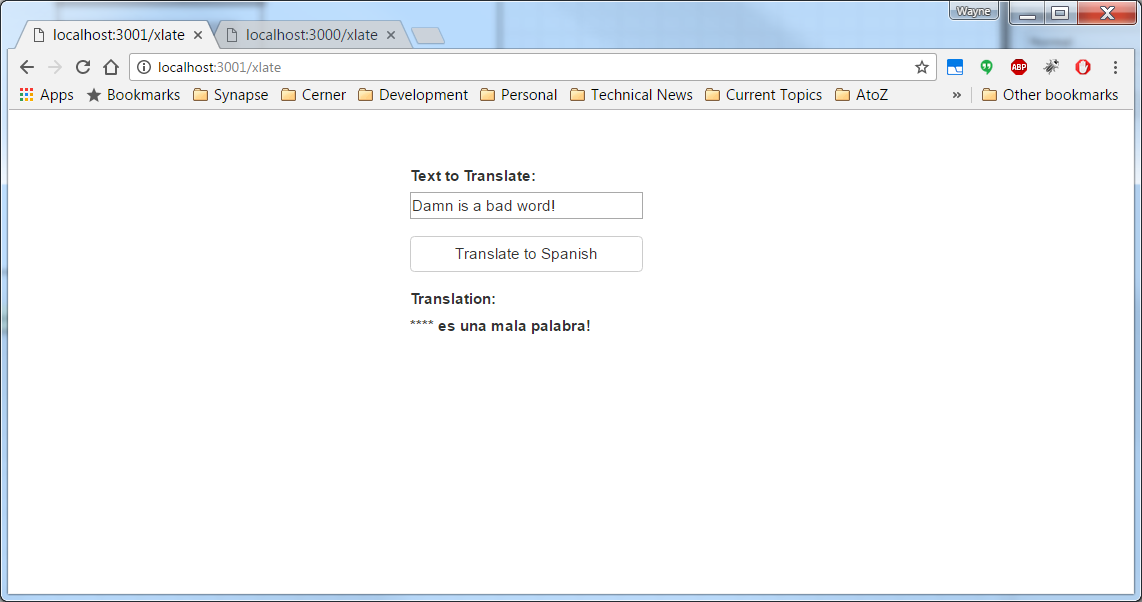 Wayne
localhost:3001/xlate
localhost:3000/xlate
localhost:3001/xlate
ABP
Apps Bookmarks Synapse Cerner Development Personal Technical News Current Topics AtoZ » Other bookmarks
Text to Translate:
Damn is a bad word!
Translate to Spanish
Translation:
**** es una mala palabra!